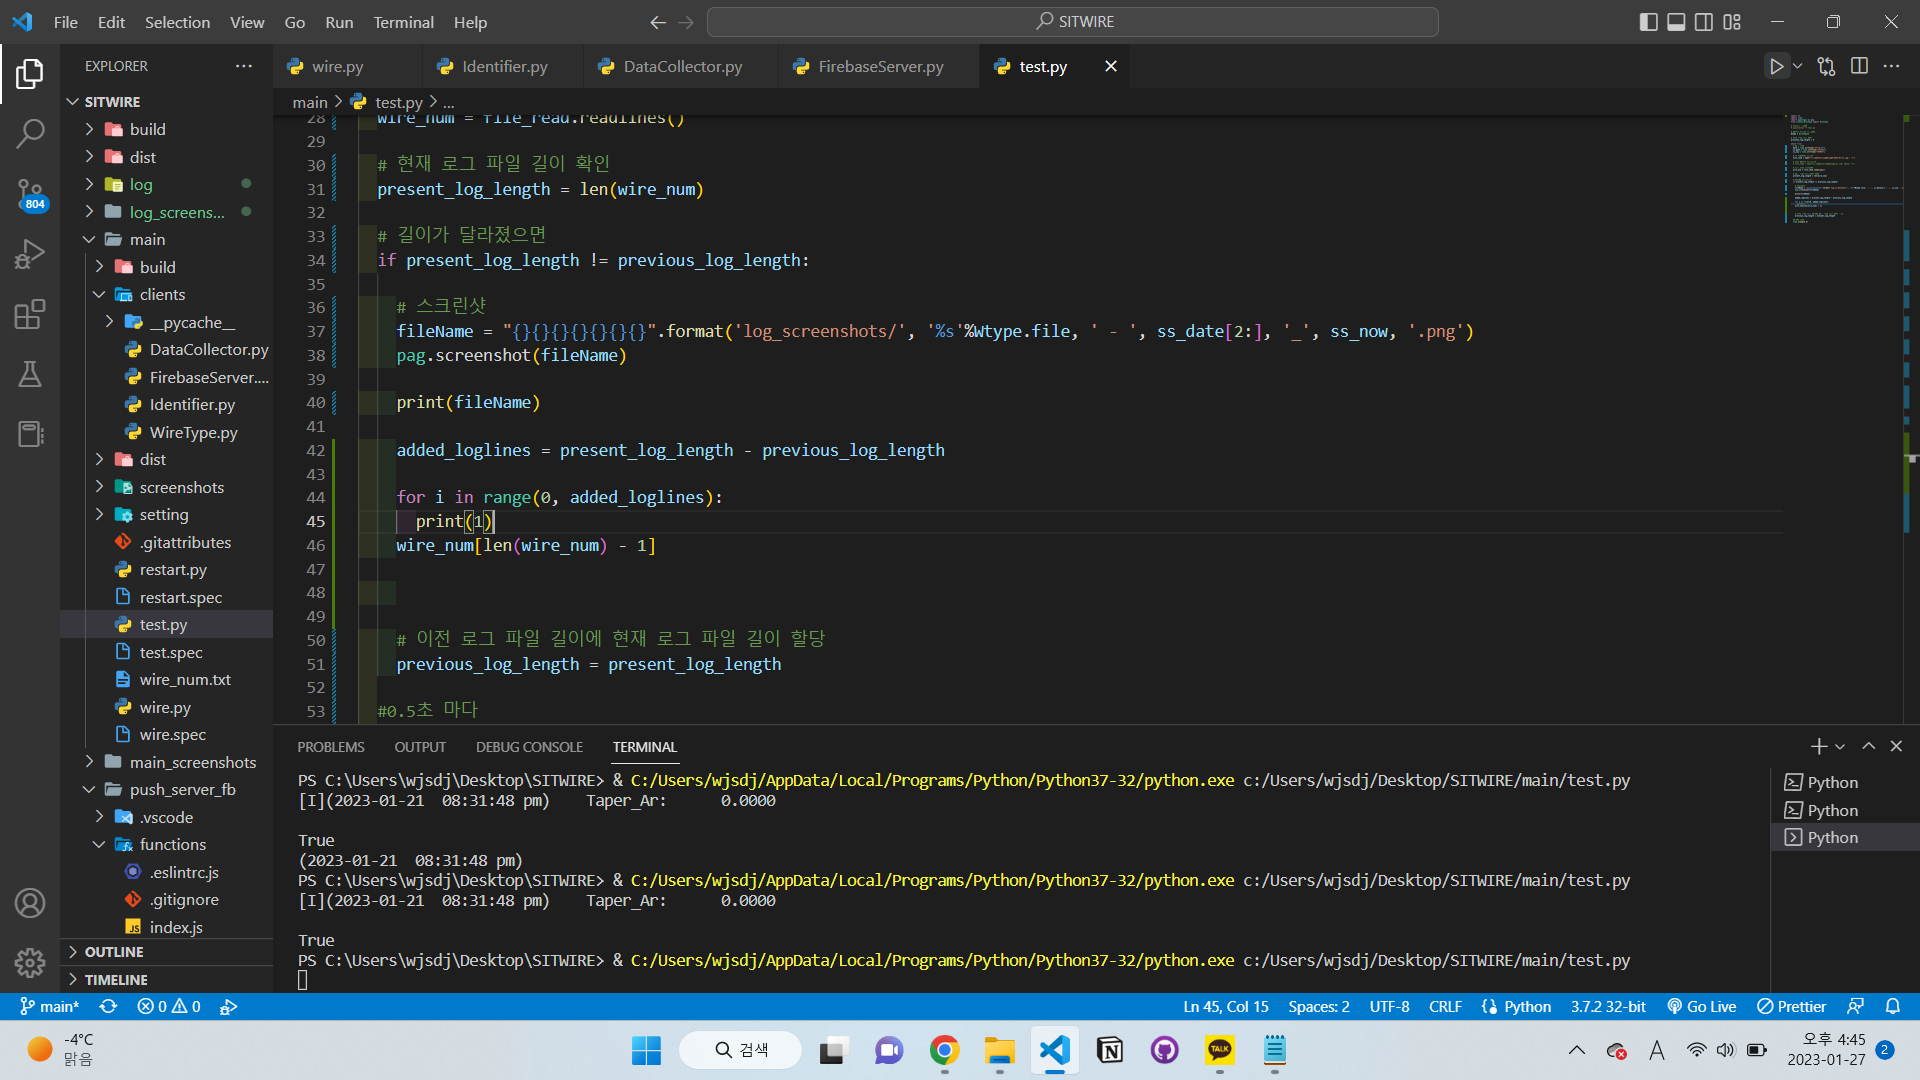 File Edit Selection View Go Run Terminal Help
SITWIRE
EXPLORER
SITWIRE
build
dist
log
log_screens...
main
build
clients
__pycache__
DataCollector.py
FirebaseServer....
Identifier.py
WireType.py
dist
screenshots
setting
.gitattributes
restart.py
restart.spec
test.py
test.spec
wire_num.txt
wire.py
wire.spec
main_screenshots
push_server_fb
.vscode
functions
.eslintrc.js
.gitignore
index.js
OUTLINE
TIMELINE
804
wire.py Identifier.py DataCollector.py FirebaseServer.py test.py
main > test.py > ...
28 wire_num = file_read.readlines()
29
30 # 현재 로그 파일 길이 확인
31 present_log_length = len(wire_num)
32
33 # 길이가 달라졌으면
34 if present_log_length != previous_log_length:
35
36 # 스크린샷
37 fileName = "{}{}{}{}{}{}{}".format('log_screenshots/', '%s'%Wtype.file, ' - ', ss_date[2:], '_', ss_now, '.png')
38 pag.screenshot(fileName)
39
40 print(fileName)
41
42 added_loglines = present_log_length - previous_log_length
43
44 for i in range(0, added_loglines):
45 print(1)
46 wire_num[len(wire_num) - 1]
47
48
49
50 # 이전 로그 파일 길이에 현재 로그 파일 길이 할당
51 previous_log_length = present_log_length
52
53 #0.5초 마다
PROBLEMS OUTPUT DEBUG CONSOLE TERMINAL
PS C:\Users\wjsdj\Desktop\SITWIRE> & C:/Users/wjsdj/AppData/Local/Programs/Python/Python37-32/python.exe c:/Users/wjsdj/Desktop/SITWIRE/main/test.py
[I](2023-01-21  08:31:48 pm)    Taper_Ar:      0.0000
True
(2023-01-21  08:31:48 pm)
PS C:\Users\wjsdj\Desktop\SITWIRE> & C:/Users/wjsdj/AppData/Local/Programs/Python/Python37-32/python.exe c:/Users/wjsdj/Desktop/SITWIRE/main/test.py
[I](2023-01-21  08:31:48 pm)    Taper_Ar:      0.0000
True
PS C:\Users\wjsdj\Desktop\SITWIRE> & C:/Users/wjsdj/AppData/Local/Programs/Python/Python37-32/python.exe c:/Users/wjsdj/Desktop/SITWIRE/main/test.py
Python
Python
Python
main* 0 0 Ln 45, Col 15 Spaces: 2 UTF-8 CRLF Python 3.7.2 32-bit Go Live Prettier
-4°C
맑음
검색
TALK
A
오후 4:45
2023-01-27
2